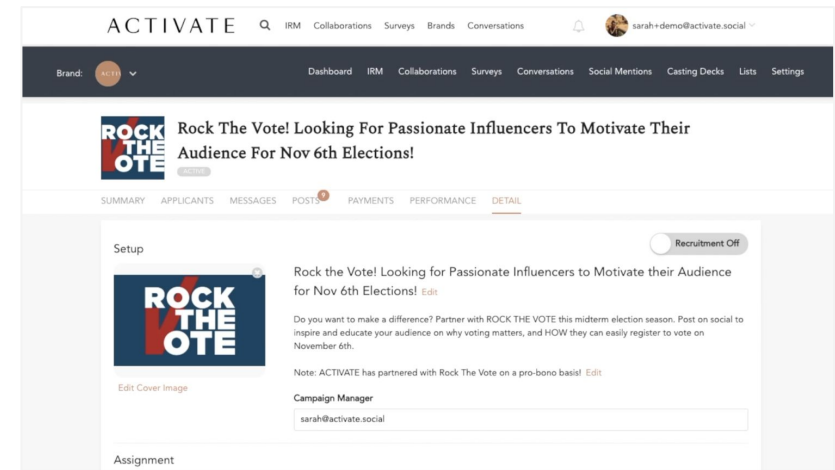 ACTIVATE IRM Collaborations Surveys Brands Conversations sarah+demo@activate.social
Brand: ACTIV Dashboard IRM Collaborations Surveys Conversations Social Mentions Casting Decks Lists Settings
ROCK
THE
VOTE
Rock The Vote! Looking For Passionate Influencers To Motivate Their
Audience For Nov 6th Elections!
ACTIVE
SUMMARY APPLICANTS MESSAGES POSTS 9 PAYMENTS PERFORMANCE DETAIL
Setup
Recruitment Off
ROCK
THE
VOTE
Edit Cover Image
Rock the Vote! Looking for Passionate Influencers to Motivate their Audience
for Nov 6th Elections! Edit
Do you want to make a difference? Partner with ROCK THE VOTE this midterm election season. Post on social to
inspire and educate your audience on why voting matters, and HOW they can easily register to vote on
November 6th.
Note: ACTIVATE has partnered with Rock The Vote on a pro-bono basis! Edit
Campaign Manager
sarah@activate.social
Assignment